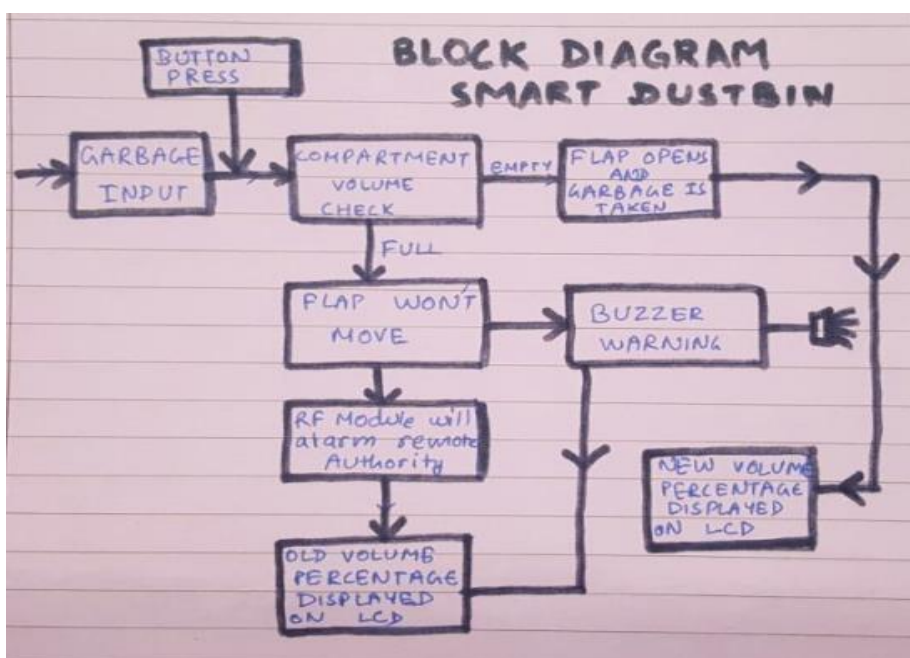 BLOCK DIAGRAM
SMART DUSTBIN
BUTTON
PRESS
GARBAGE
INPUT
COMPARTMENT
VOLUME
CHECK
EMPTY
FLAP OPENS
AND
GARBAGE IS
TAKEN
FULL
FLAP WON'T
MOVE
BUZZER
WARNING
RF Module will
alarm remote
Authority
NEW VOLUME
PERCENTAGE
DISPLAYED
ON LCD
OLD VOLUME
PERCENTAGE
DISPLAYED
ON LCD